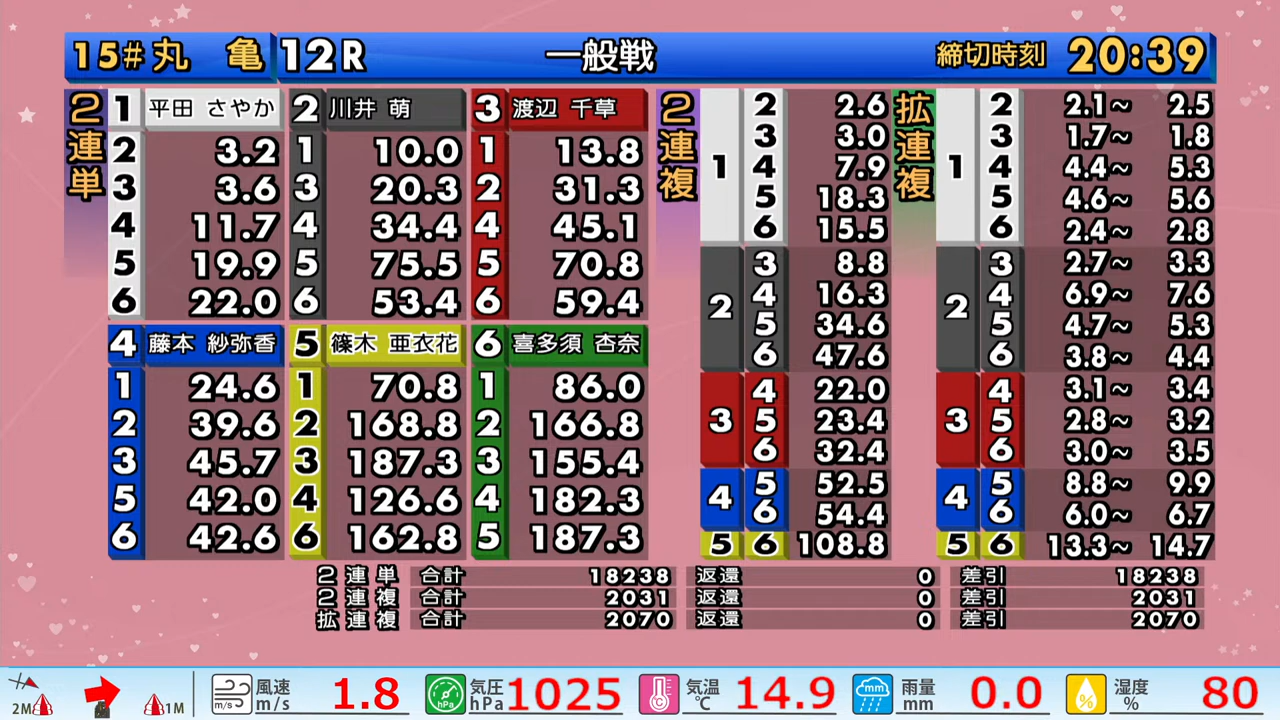 15# 丸 亀 12R 一般戦 締切時刻 20:39
2連単
1 平田 さやか
2 3.2
3 3.6
4 11.7
5 19.9
6 22.0
2 川井 萌
1 10.0
3 20.3
4 34.4
5 75.5
6 53.4
3 渡辺 千草
1 13.8
2 31.3
4 45.1
5 70.8
6 59.4
4 藤本 紗弥香
1 24.6
2 39.6
3 45.7
5 42.0
6 42.6
5 篠木 亜衣花
1 70.8
2 168.8
3 187.3
4 126.6
6 162.8
6 喜多須 杏奈
1 86.0
2 166.8
3 155.4
4 182.3
5 187.3
2連複
1 2 2.6
3 3.0
4 7.9
5 18.3
6 15.5
2 3 8.8
4 16.3
5 34.6
6 47.6
3 4 22.0
5 23.4
6 32.4
4 5 52.5
6 54.4
5 6 108.8
拡連複
1 2 2.1~ 2.5
3 1.7~ 1.8
4 4.4~ 5.3
5 4.6~ 5.6
6 2.4~ 2.8
2 3 2.7~ 3.3
4 6.9~ 7.6
5 4.7~ 5.3
6 3.8~ 4.4
3 4 3.1~ 3.4
5 2.8~ 3.2
6 3.0~ 3.5
4 5 8.8~ 9.9
6 6.0~ 6.7
5 6 13.3~ 14.7
2連単 合計 18238 返還 0 差引 18238
2連複 合計 2031 返還 0 差引 2031
拡連複 合計 2070 返還 0 差引 2070
2M 1M m/s 風速 m/s 1.8 hPa 気圧 hPa 1025 ℃ 気温 ℃ 14.9 mm 雨量 mm 0.0 % 湿度 % 80